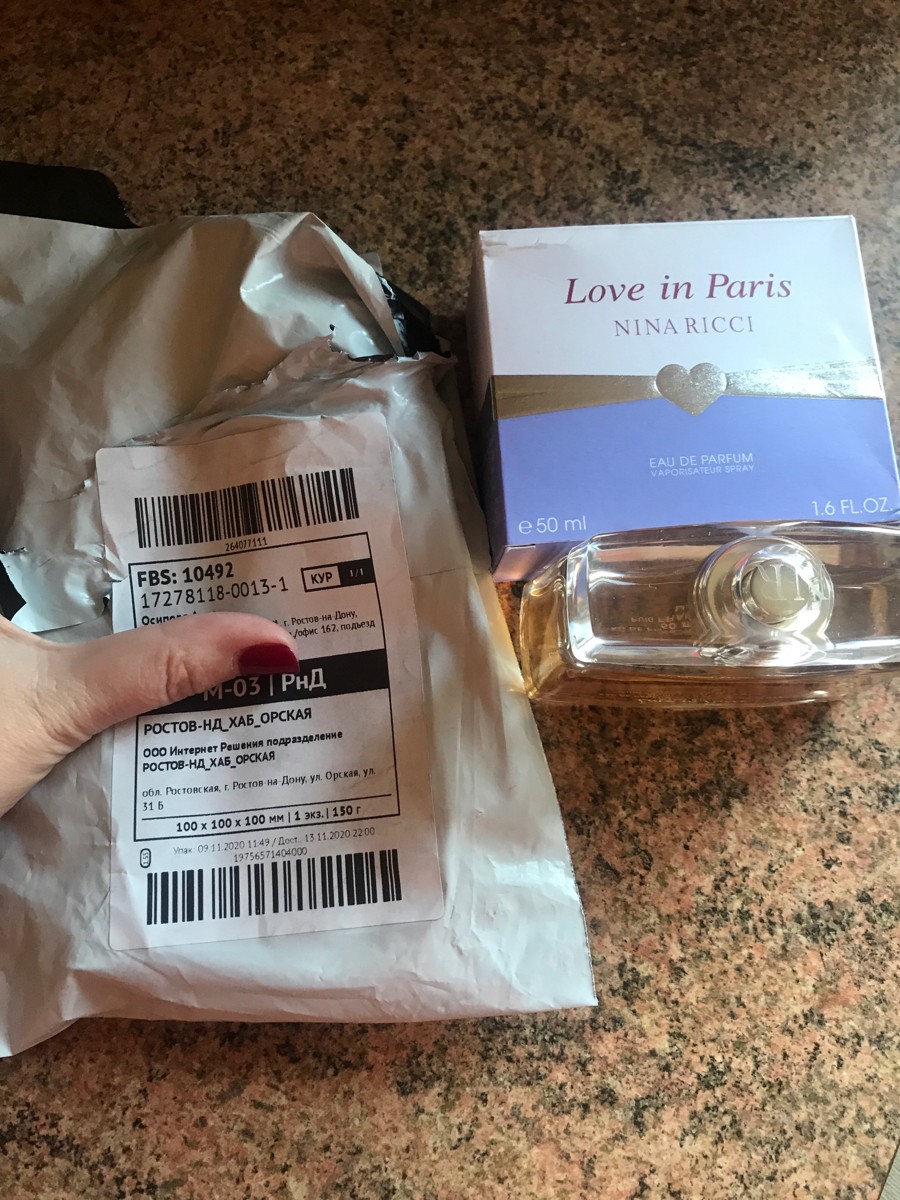 264077111
FBS: 10492
КУР 1/1
17278118-0013-1
г. Ростов-на-Дону,
/офис 162, подъезд
М-03 | РнД
РОСТОВ-НД_ХАБ_ОРСКАЯ
ООО Интернет Решения подразделение
РОСТОВ-НД_ХАБ_ОРСКАЯ
обл. Ростовская, г. Ростов-на-Дону, ул. Орская, ул.
31 Б
100 x 100 x 100 мм | 1 экз. | 150 г
Упак: 09.11.2020 11:49 / Дост.: 13.11.2020 22:00
19756571404000
Love in Paris
NINA RICCI
EAU DE PARFUM
VAPORISATEUR SPRAY
e 50 ml
1.6 FL.OZ.